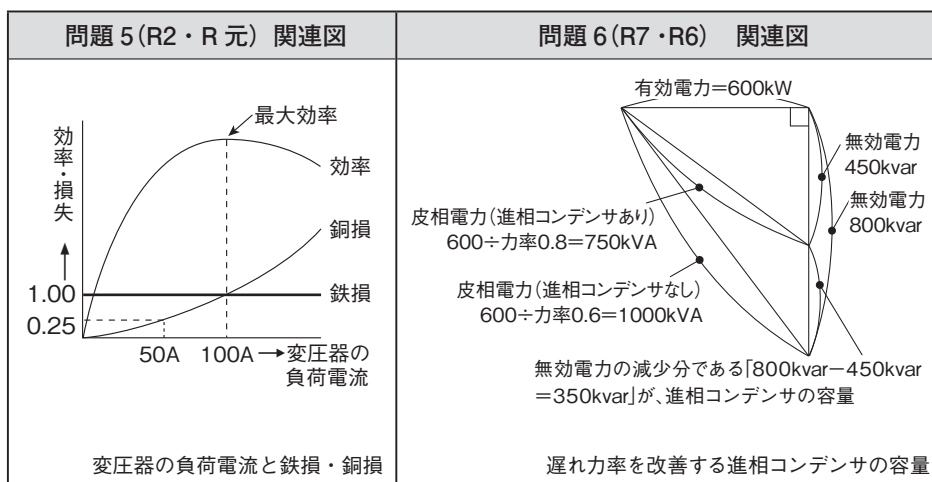 問題5(R2・R元) 関連図
最大効率
効率・損失
効率
銅損
鉄損
1.00
0.25
50A
100A
変圧器の
負荷電流
変圧器の負荷電流と鉄損・銅損
問題6(R7・R6) 関連図
有効電力=600kW
無効電力
450kvar
無効電力
800kvar
皮相電力(進相コンデンサあり)
600÷力率0.8=750kVA
皮相電力(進相コンデンサなし)
600÷力率0.6=1000kVA
無効電力の減少分である「800kvar-450kvar
=350kvar」が、進相コンデンサの容量
遅れ力率を改善する進相コンデンサの容量